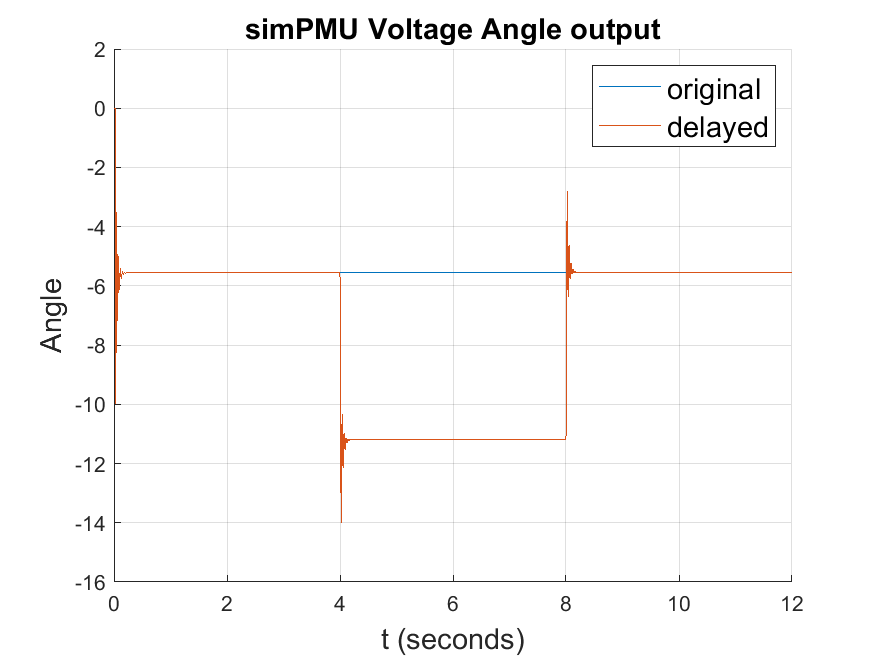 simPMU Voltage Angle output
original
delayed
2
0
-2
-4
-6
-8
-10
-12
-14
-16
Angle
0 2 4 6 8 10 12
t (seconds)